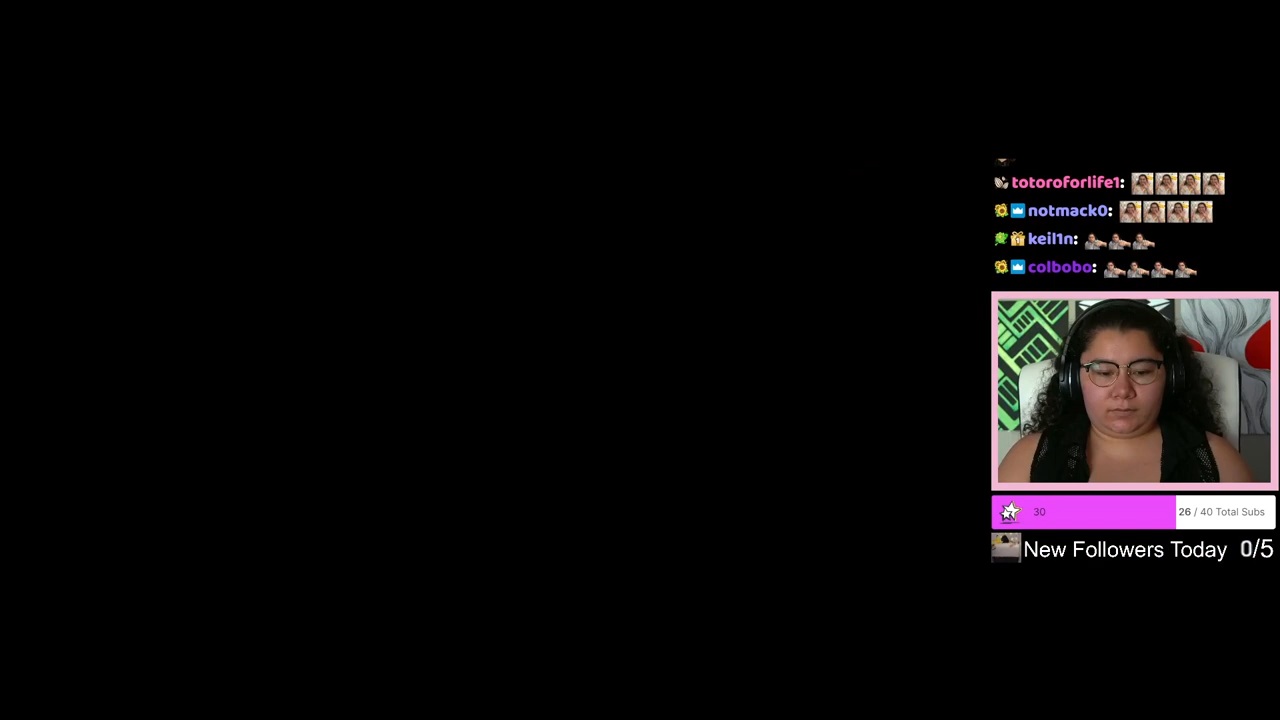 totoroforlife1:
notmack0:
keil1n:
colbobo:
30 26 / 40 Total Subs
New Followers Today 0/5